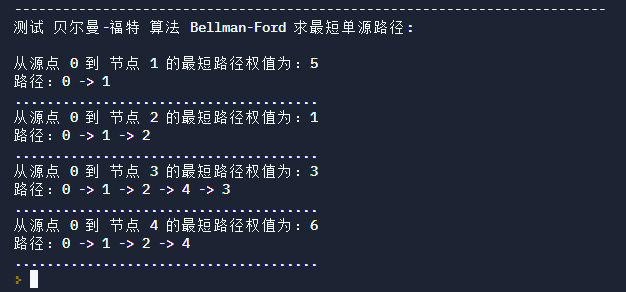 测试 贝尔曼-福特 算法 Bellman-Ford 求最短单源路径:
从源点 0 到 节点 1 的最短路径权值为: 5
路径: 0 -> 1
......................................
从源点 0 到 节点 2 的最短路径权值为: 1
路径: 0 -> 1 -> 2
......................................
从源点 0 到 节点 3 的最短路径权值为: 3
路径: 0 -> 1 -> 2 -> 4 -> 3
......................................
从源点 0 到 节点 4 的最短路径权值为: 6
路径: 0 -> 1 -> 2 -> 4
......................................
>